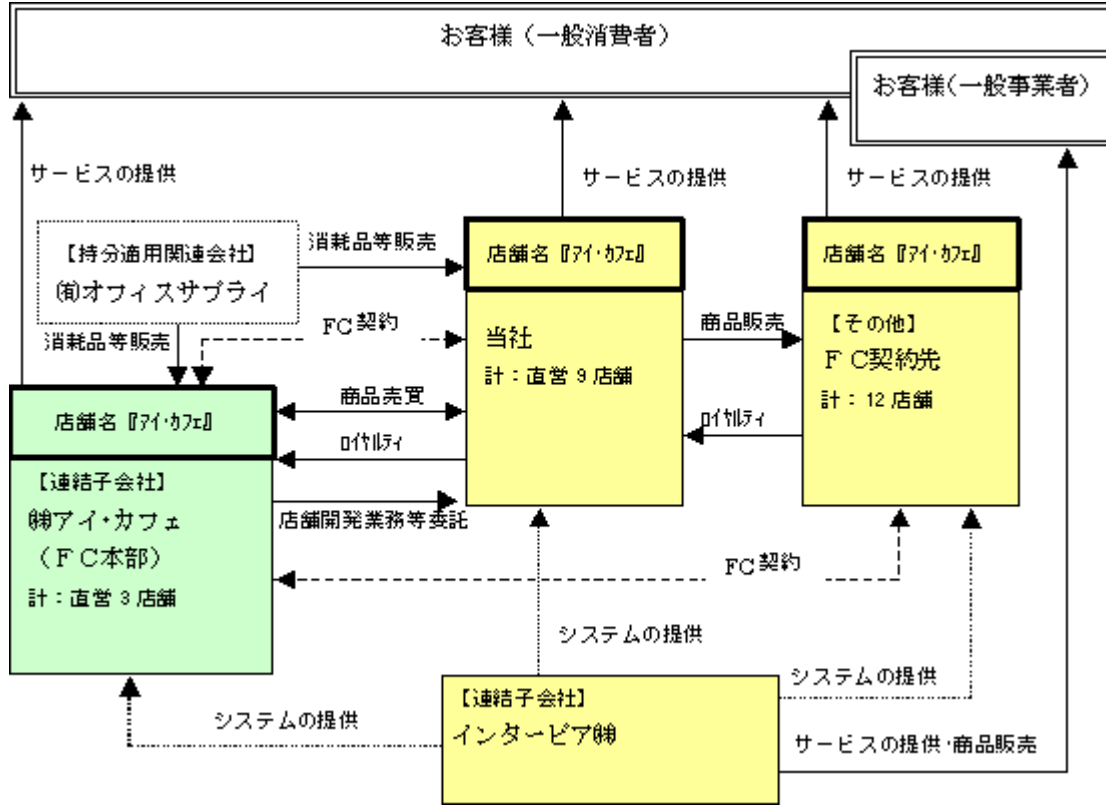 お客様（一般消費者）
お客様（一般事業者）
サービスの提供
サービスの提供
サービスの提供
【持分適用関連会社】
㈲オフィスサプライ
消耗品等販売
消耗品等販売
店舗名『アイ・カフェ』
当社
計：直営９店舗
店舗名『アイ・カフェ』
【その他】
ＦＣ契約先
計：12店舗
FC契約
商品販売
商品売買
ロイヤルティ
ロイヤルティ
店舗名『アイ・カフェ』
【連結子会社】
㈱アイ・カフェ
（ＦＣ本部）
計：直営３店舗
店舗開発業務等委託
FC契約
システムの提供
システムの提供
システムの提供
【連結子会社】
インターピア㈱
サービスの提供・商品販売